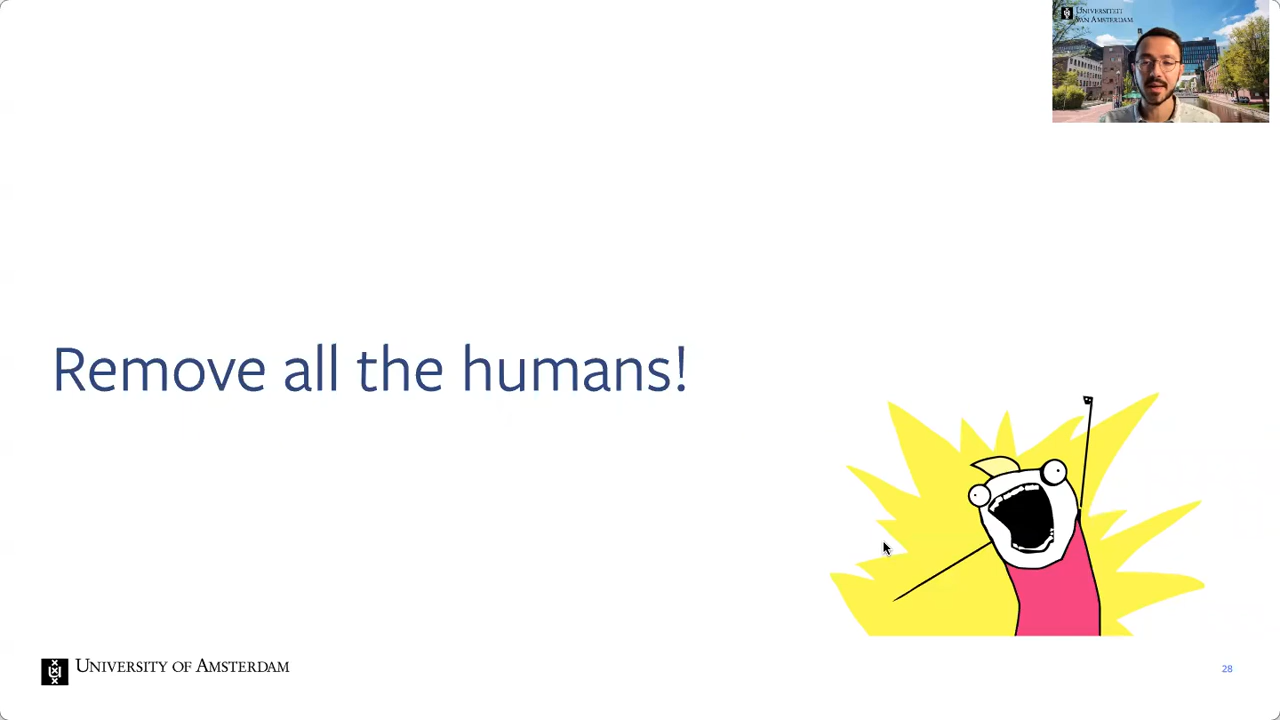 UNIVERSITEIT
VAN AMSTERDAM
Remove all the humans!
UNIVERSITY OF AMSTERDAM
28